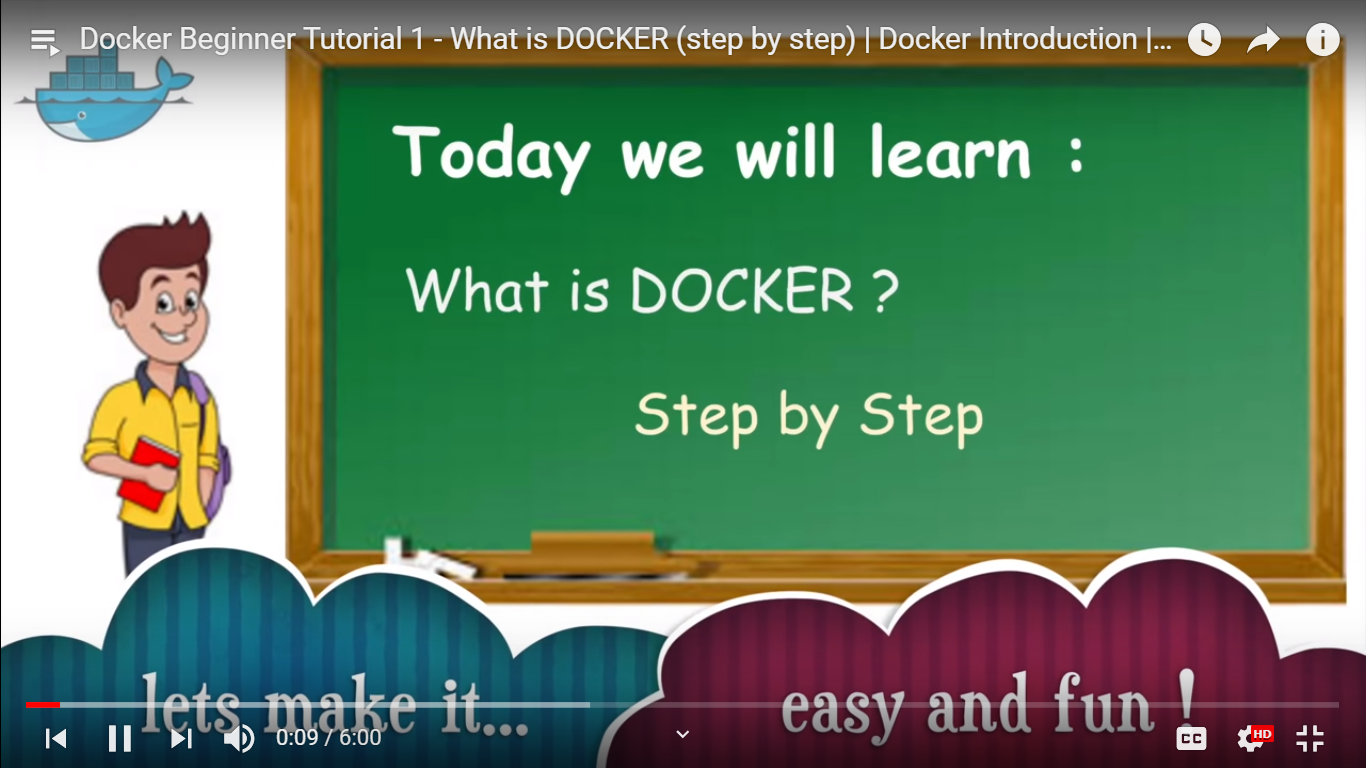 Docker Beginner Tutorial 1 - What is DOCKER (step by step) | Docker Introduction |...
Today we will learn :
What is DOCKER ?
Step by Step
lets make it...
easy and fun !
0:09 / 6:00
CC
HD